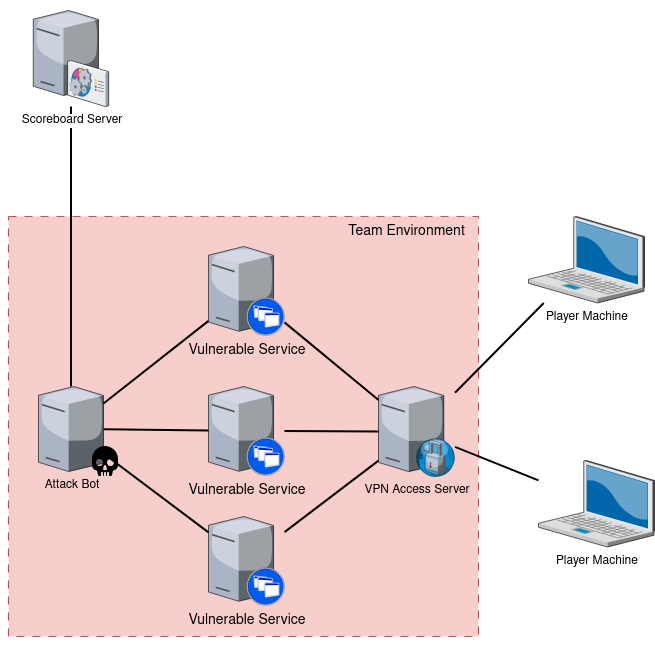 Scoreboard Server
Team Environment
Player Machine
Vulnerable Service
Attack Bot
Vulnerable Service
VPN Access Server
Player Machine
Vulnerable Service